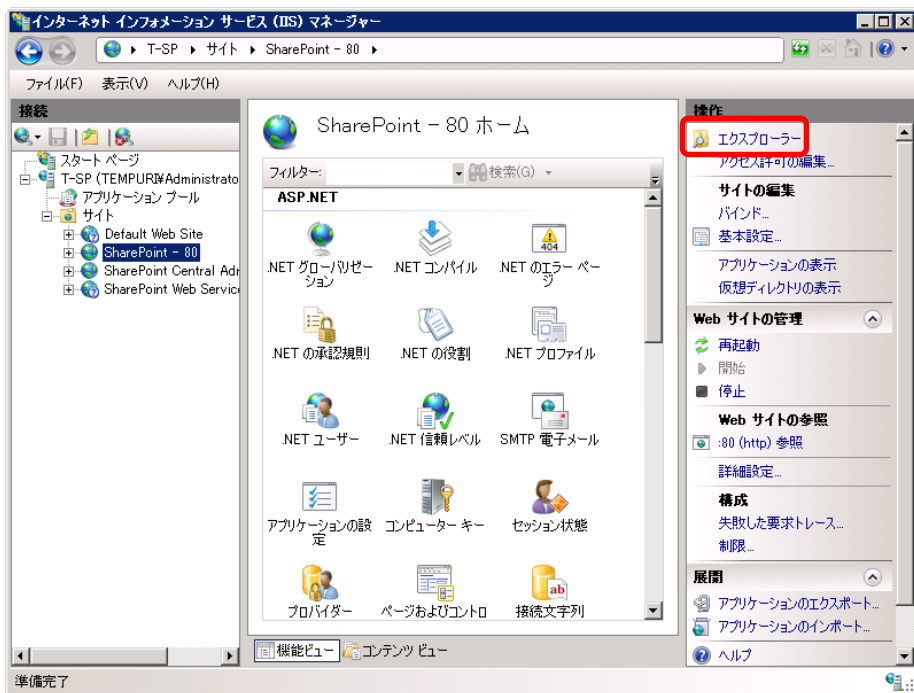 インターネット インフォメーション サービス (IIS) マネージャー
T-SP
サイト
SharePoint - 80
ファイル(F) 表示(V) ヘルプ(H)
接続
スタート ページ
T-SP (TEMPURI¥Administrato
アプリケーション プール
サイト
Default Web Site
SharePoint - 80
SharePoint Central Adr
SharePoint Web Servic
SharePoint - 80 ホーム
フィルター:
検索(G)
ASP.NET
.NET グローバリゼー
ション
.NET コンパイル
404
.NET のエラー ペー
ジ
.NET の承認規則
.NET の役割
.NET プロファイル
.NET ユーザー
.NET 信頼レベル
SMTP 電子メール
アプリケーションの設
定
コンピューター キー
セッション状態
プロバイダー
ページおよびコントロ
ab
接続文字列
機能ビュー
コンテンツ ビュー
操作
エクスプローラー
アクセス許可の編集...
サイトの編集
バインド...
基本設定...
アプリケーションの表示
仮想ディレクトリの表示
Web サイトの管理
再起動
開始
停止
Web サイトの参照
:80 (http) 参照
詳細設定...
構成
失敗した要求トレース...
制限...
展開
アプリケーションのエクスポート...
アプリケーションのインポート...
ヘルプ
準備完了